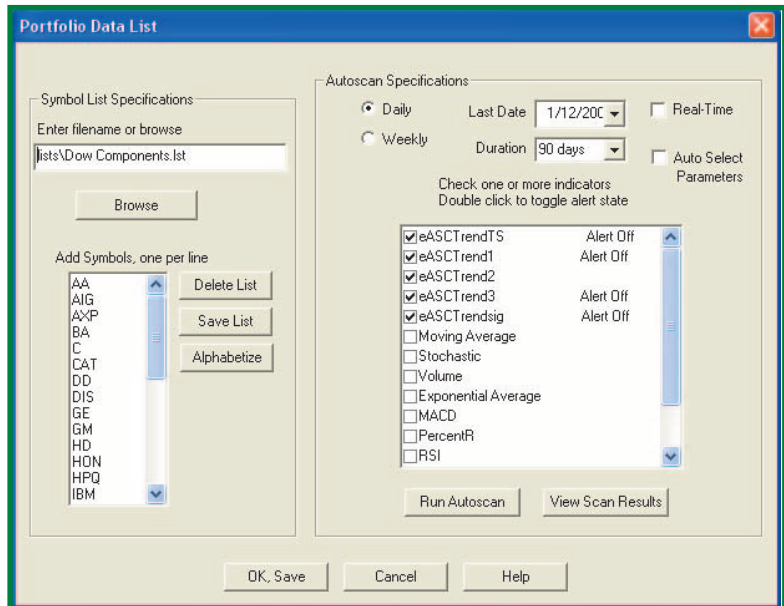 Portfolio Data List
Symbol List Specifications
Enter filename or browse
lists\Dow Components.lst
Browse
Add Symbols, one per line
AA
AIG
AXP
BA
C
CAT
DD
DIS
GE
GM
HD
HON
HPQ
IBM
Delete List
Save List
Alphabetize
Autoscan Specifications
Daily
Weekly
Last Date 1/12/200
Duration 90 days
Real-Time
Auto Select
Parameters
Check one or more indicators
Double click to toggle alert state
eASCTrendTS Alert Off
eASCTrend1 Alert Off
eASCTrend2
eASCTrend3 Alert Off
eASCTrendsig Alert Off
Moving Average
Stochastic
Volume
Exponential Average
MACD
PercentR
RSI
Run Autoscan View Scan Results
OK, Save Cancel Help